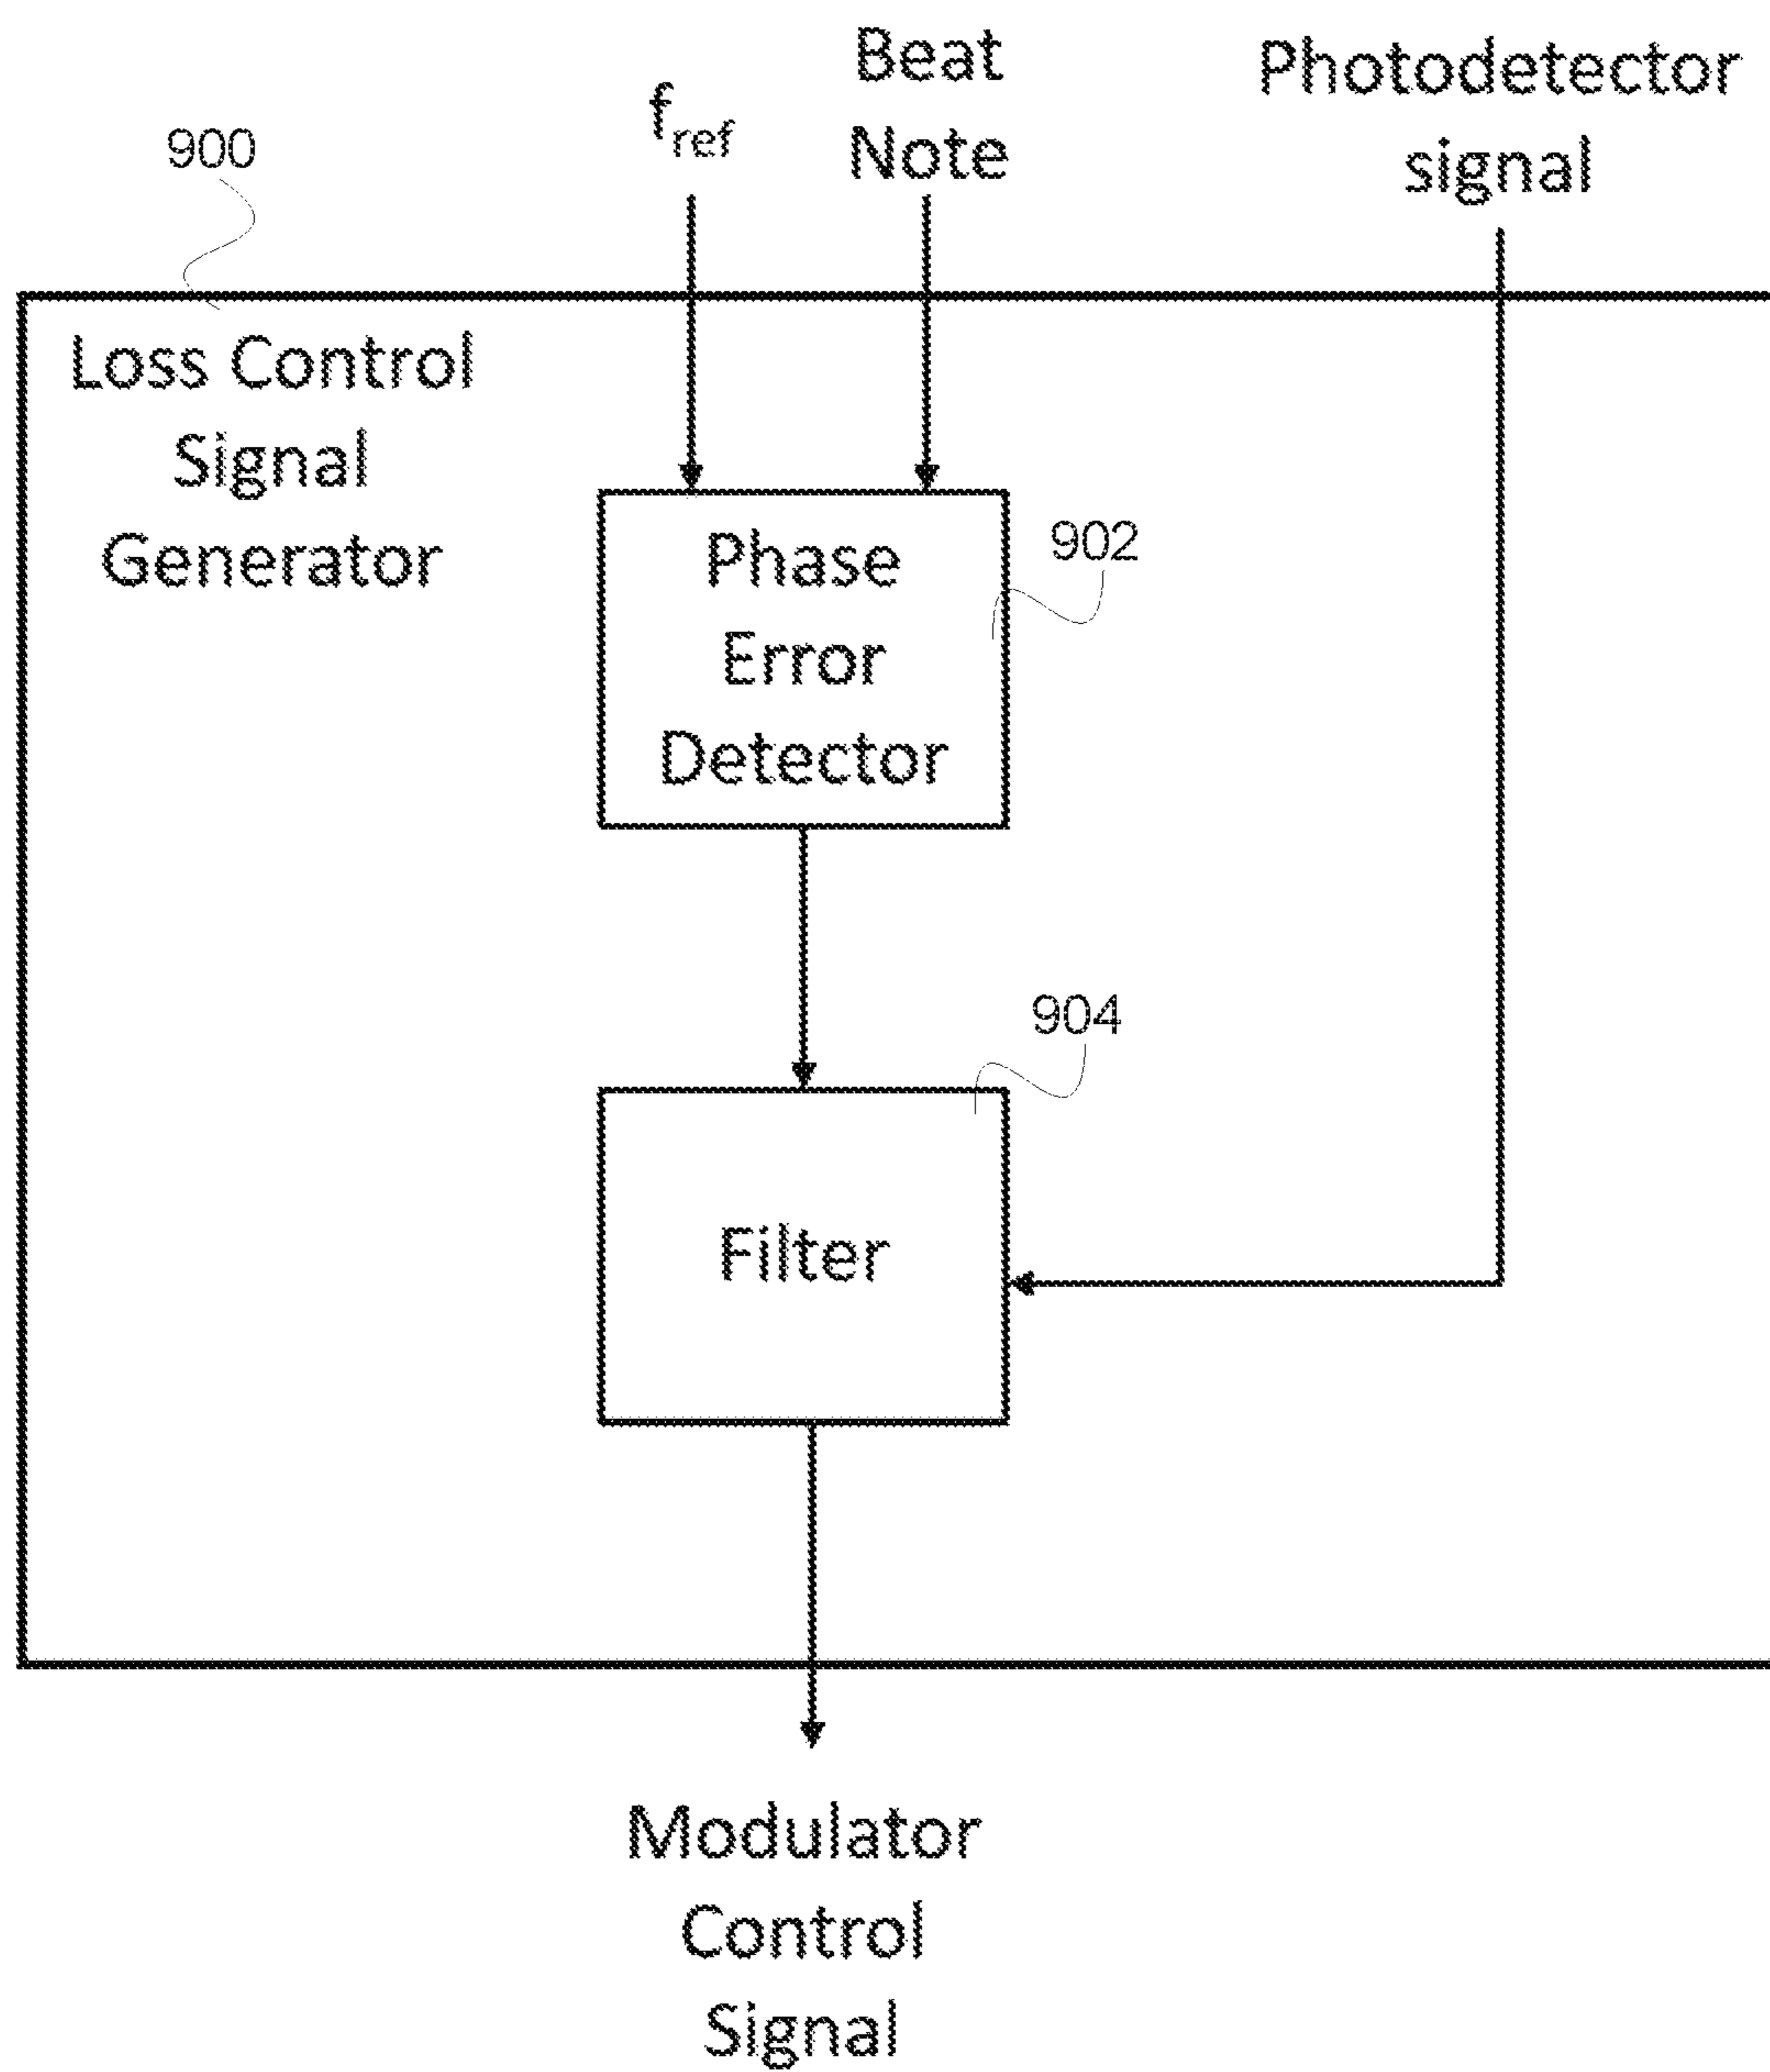 f_ref
Beat
Note
Photodetector
signal
900
Loss Control
Signal
Generator
Phase
Error
Detector
902
904
Filter
Modulator
Control
Signal